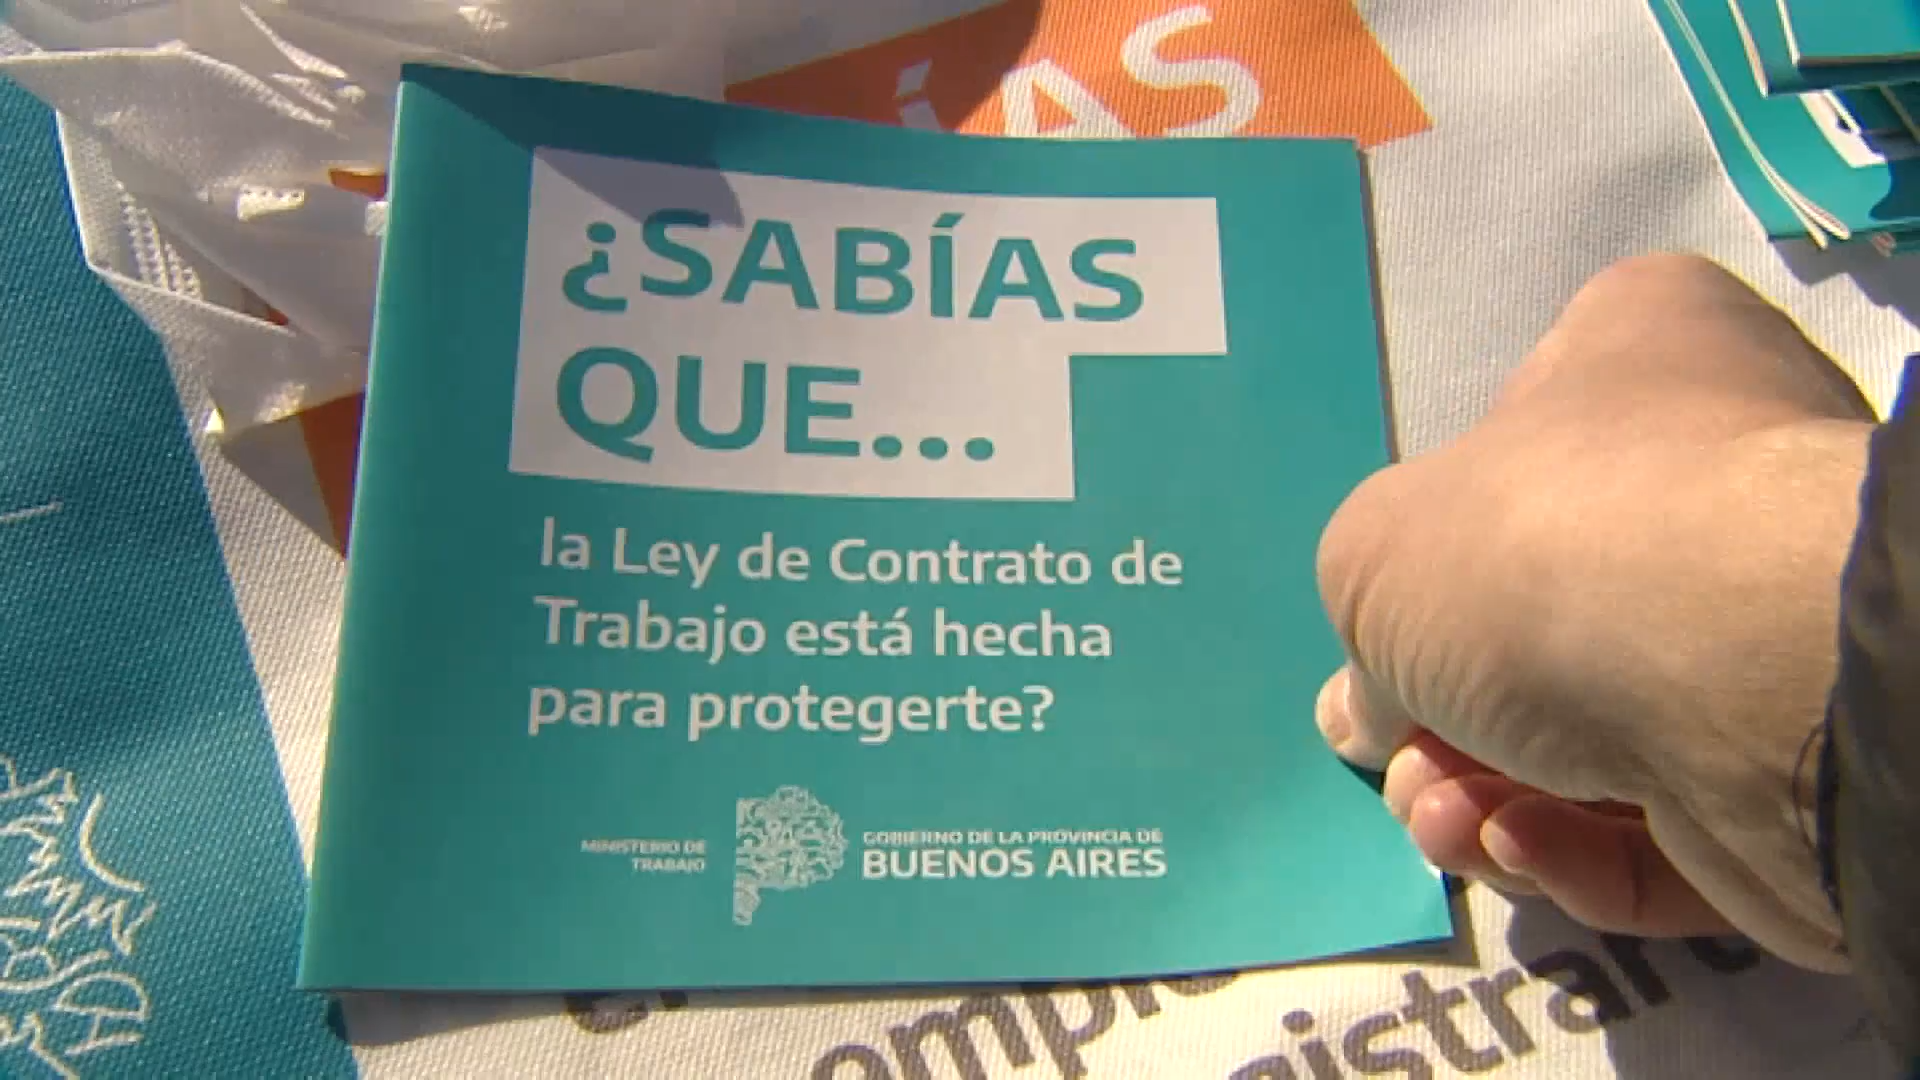 ÍAS
¿SABÍAS
QUE...
la Ley de Contrato de
Trabajo está hecha
para protegerte?
MINISTERIO DE
TRABAJO
GOBIERNO DE LA PROVINCIA DE
BUENOS AIRES